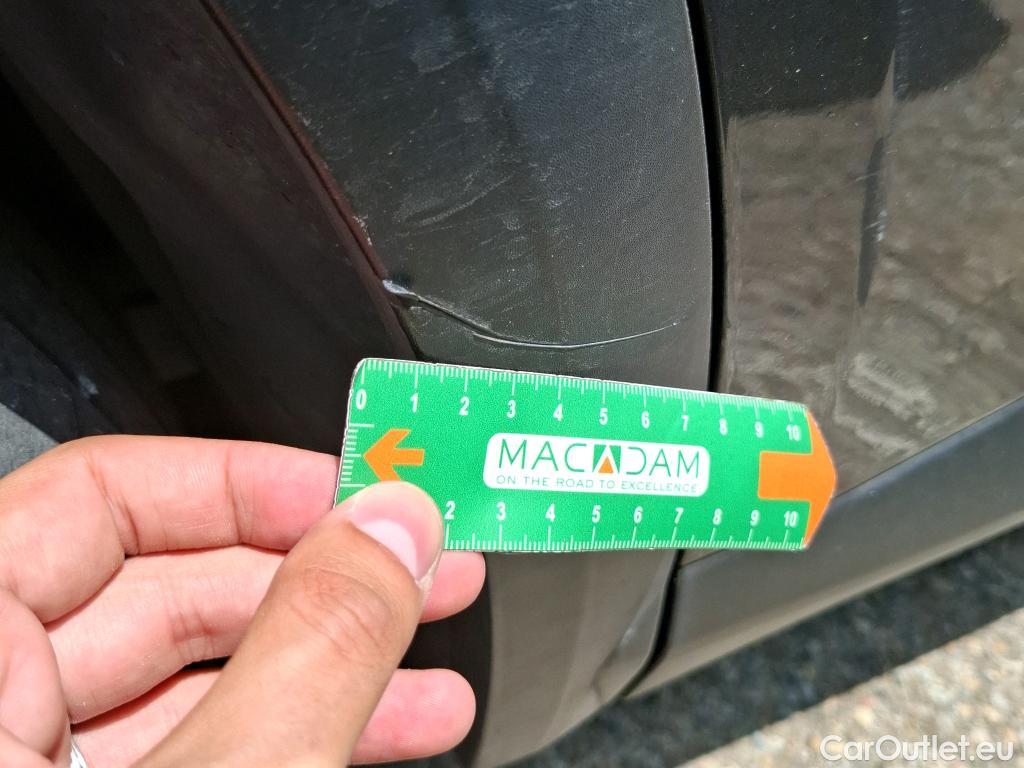 0 1 2 3 4 5 6 7 8 9 10
MACADAM
ON THE ROAD TO EXCELLENCE
2 3 4 5 6 7 8 9 10
CarOutlet.eu